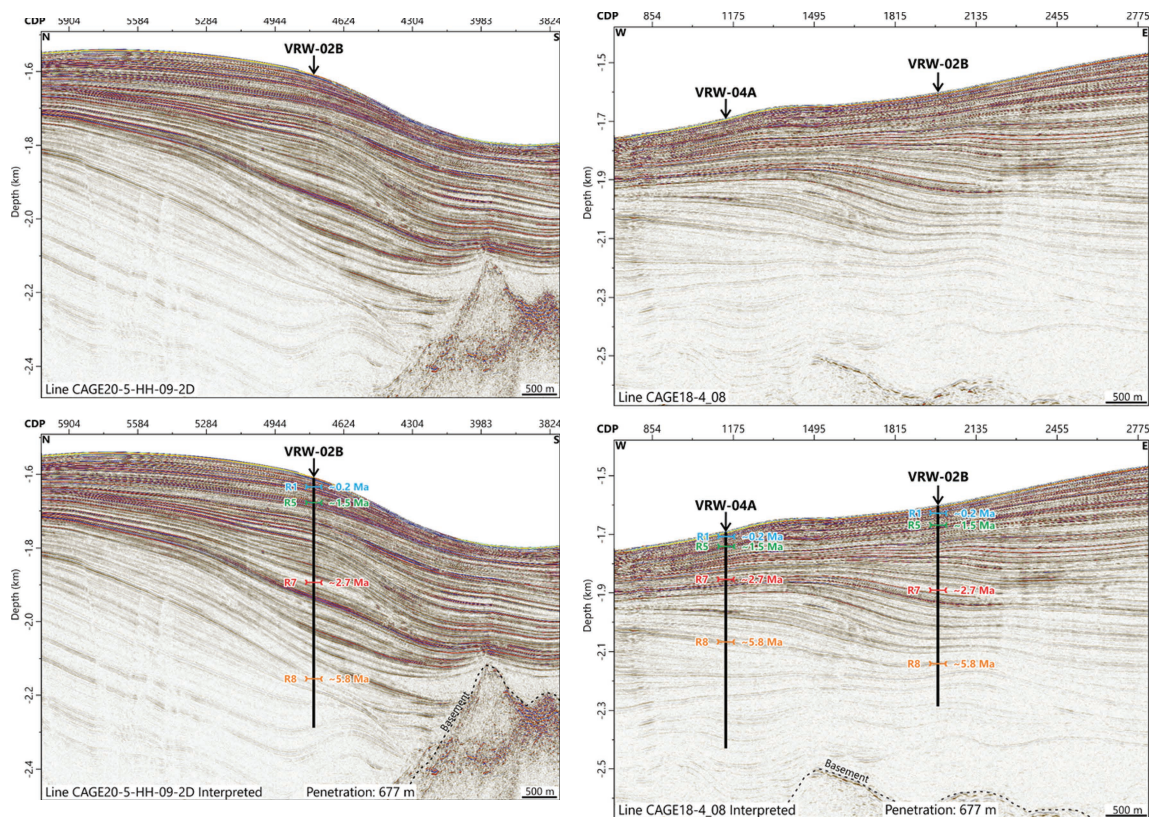 CDP 5904 5584 5284 4944 4624 4304 3983 3824
N S
VRW-02B
-1.6
-1.8
-2.0
-2.2
-2.4
Depth (km)
Line CAGE20-5-HH-09-2D
500 m
CDP 854 1175 1495 1815 2135 2455 2775
W E
VRW-02B
VRW-04A
-1.5
-1.7
-1.9
-2.1
-2.3
-2.5
Depth (km)
Line CAGE18-4_08
500 m
CDP 5904 5584 5284 4944 4624 4304 3983 3824
N S
VRW-02B
R1 ~0.2 Ma
R5 ~1.5 Ma
R7 ~2.7 Ma
R8 ~5.8 Ma
-1.6
-1.8
-2.0
-2.2
-2.4
Depth (km)
Basement
Line CAGE20-5-HH-09-2D Interpreted Penetration: 677 m
500 m
CDP 854 1175 1495 1815 2135 2455 2775
W E
VRW-02B
VRW-04A
R1 ~0.2 Ma
R5 ~1.5 Ma
R7 ~2.7 Ma
R8 ~5.8 Ma
R1 ~0.2 Ma
R5 ~1.5 Ma
R7 ~2.7 Ma
R8 ~5.8 Ma
-1.5
-1.7
-1.9
-2.1
-2.3
-2.5
Depth (km)
Basement
Line CAGE18-4_08 Interpreted Penetration: 677 m
500 m